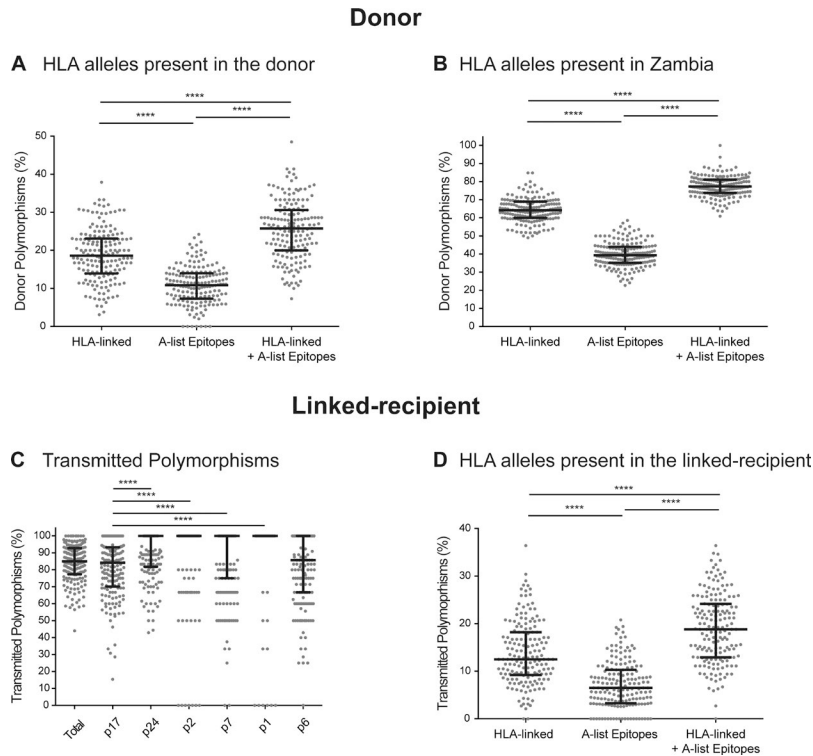 Donor
A HLA alleles present in the donor
****
**** ****
50
40
30
20
10
0
Donor Polymorphisms (%)
HLA-linked A-list Epitopes HLA-linked
+ A-list Epitopes
B HLA alleles present in Zambia
****
**** ****
100
90
80
70
60
50
40
30
20
10
0
Donor Polymorphisms (%)
HLA-linked A-list Epitopes HLA-linked
+ A-list Epitopes
Linked-recipient
C Transmitted Polymorphisms
****
****
****
****
100
90
80
70
60
50
40
30
20
10
0
Transmitted Polymorphisms (%)
Total p17 p24 p2 p7 p1 p6
D HLA alleles present in the linked-recipient
****
**** ****
40
30
20
10
0
Transmitted Polymoprhisms (%)
HLA-linked A-list Epitopes HLA-linked
+ A-list Epitopes